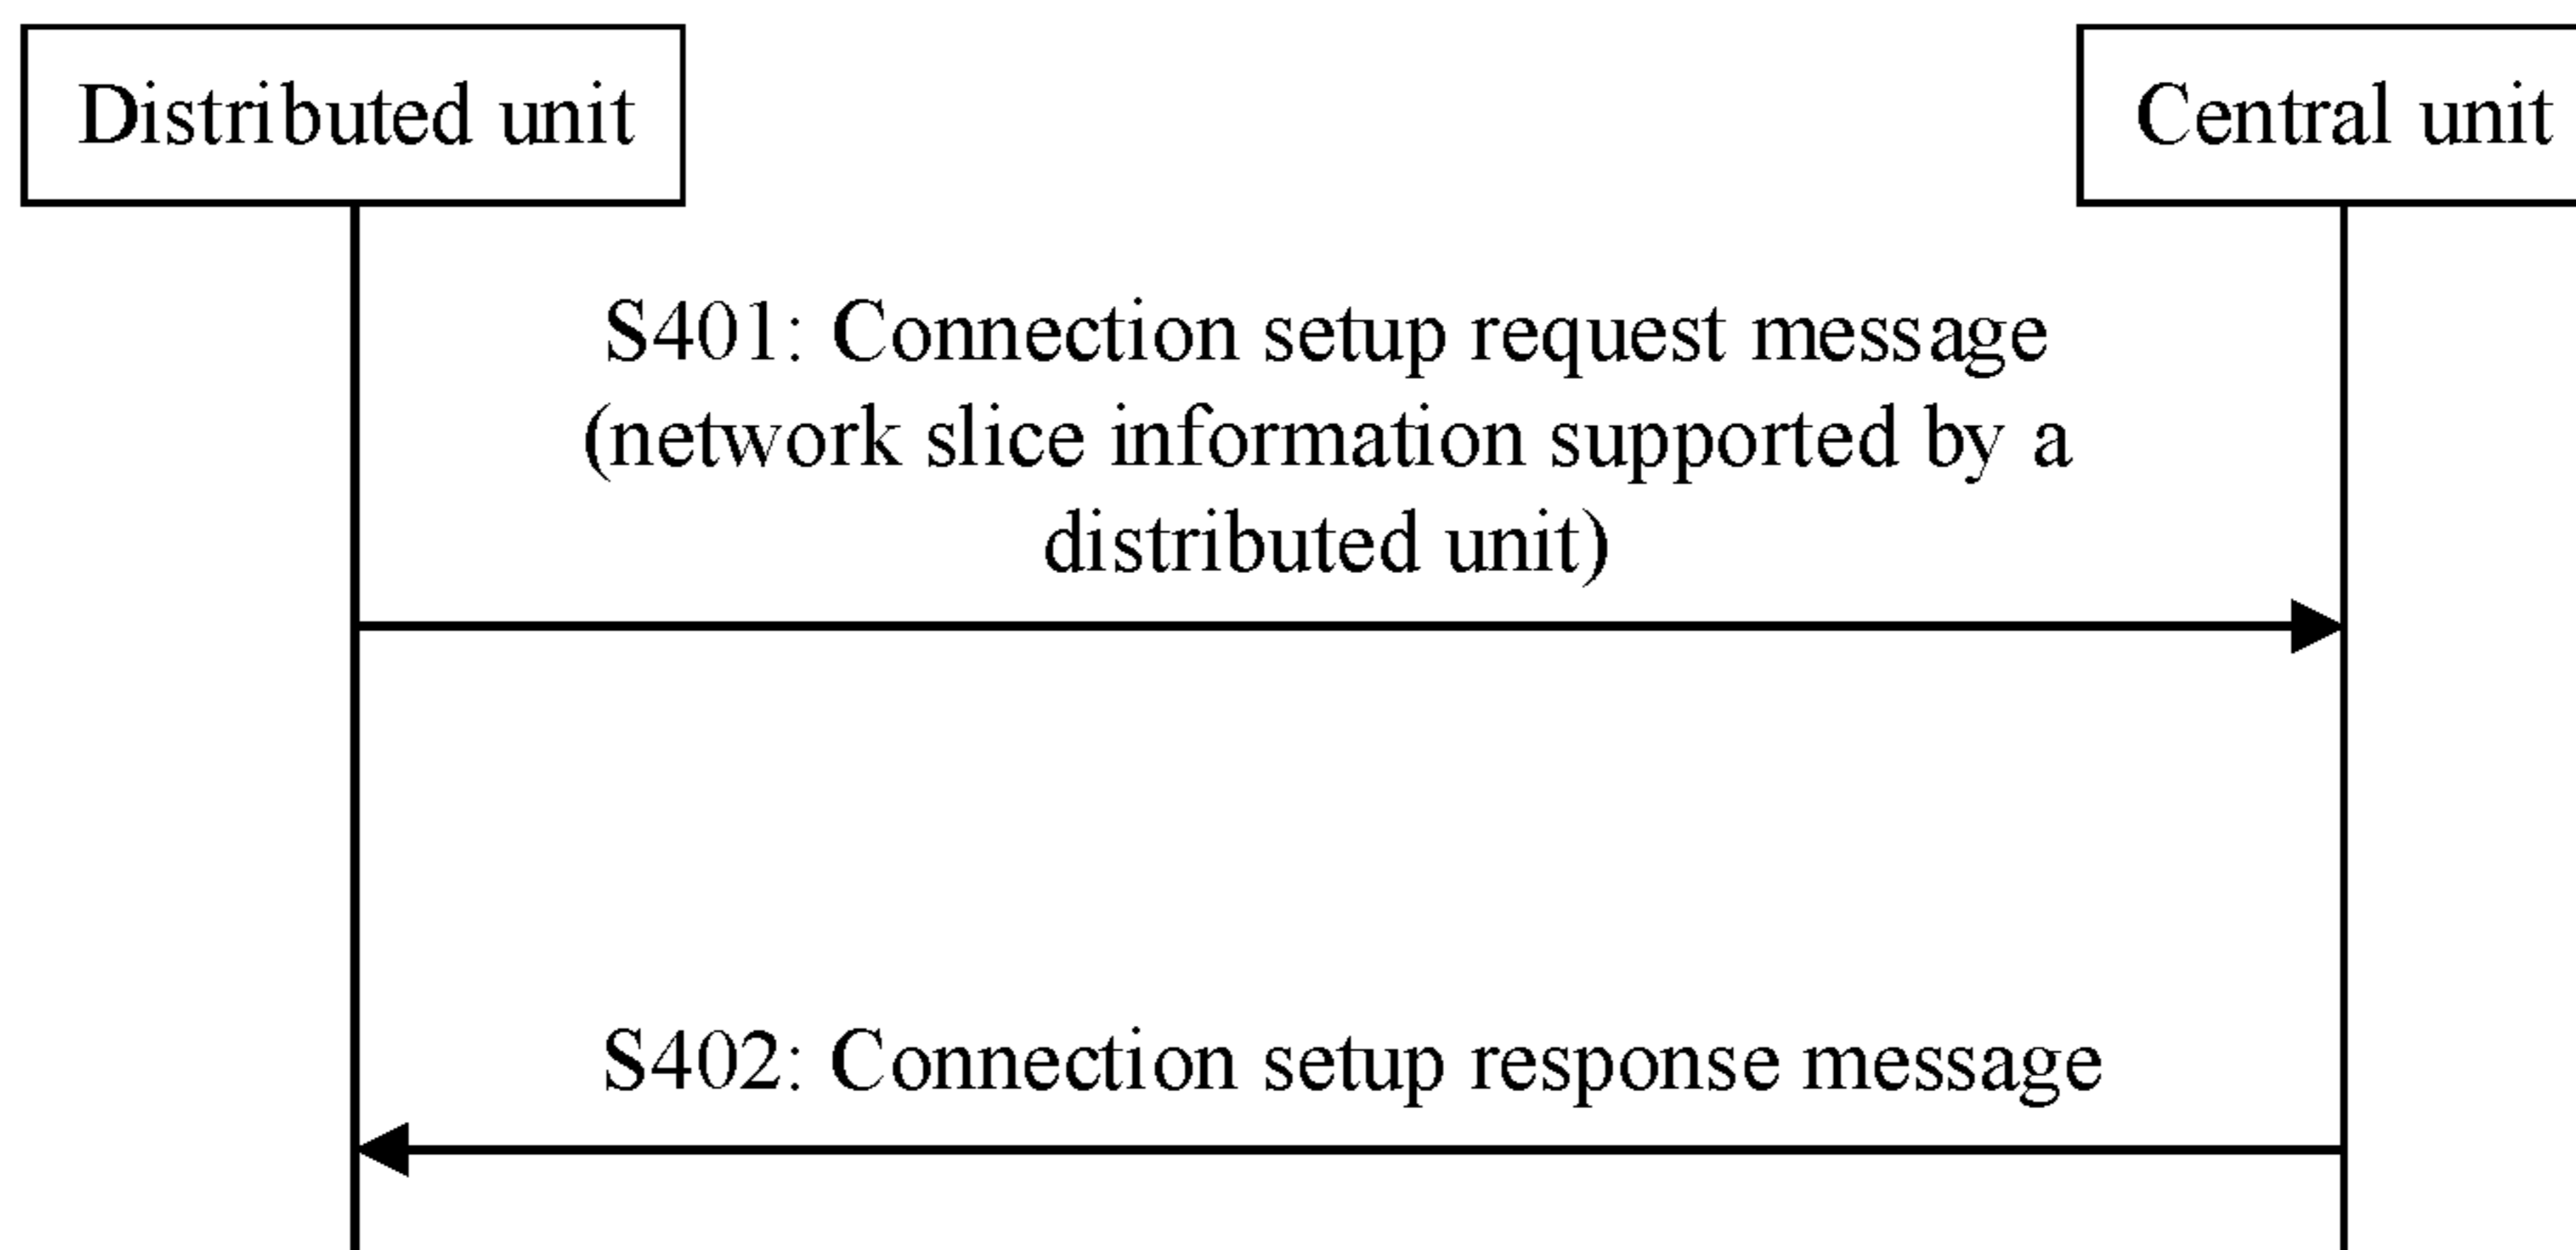 Distributed unit
Central unit
S401: Connection setup request message
(network slice information supported by a
distributed unit)
S402: Connection setup response message